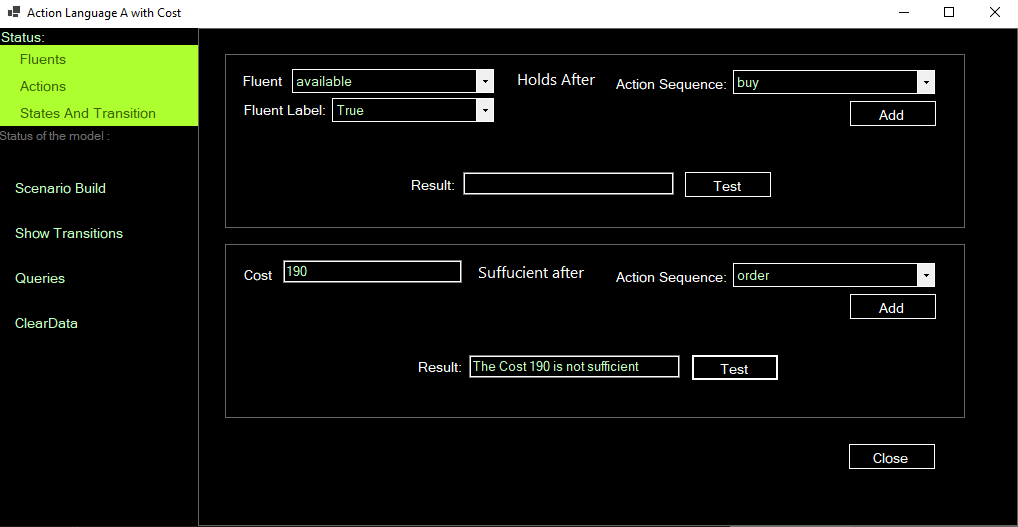 Action Language A with Cost
Status:
Fluents
Actions
States And Transition
Status of the model :
Scenario Build
Show Transitions
Queries
ClearData
Fluent available Holds After Action Sequence: buy
Fluent Label: True Add
Result: Test
Cost 190 Suffucient after Action Sequence: order
Add
Result: The Cost 190 is not sufficient Test
Close